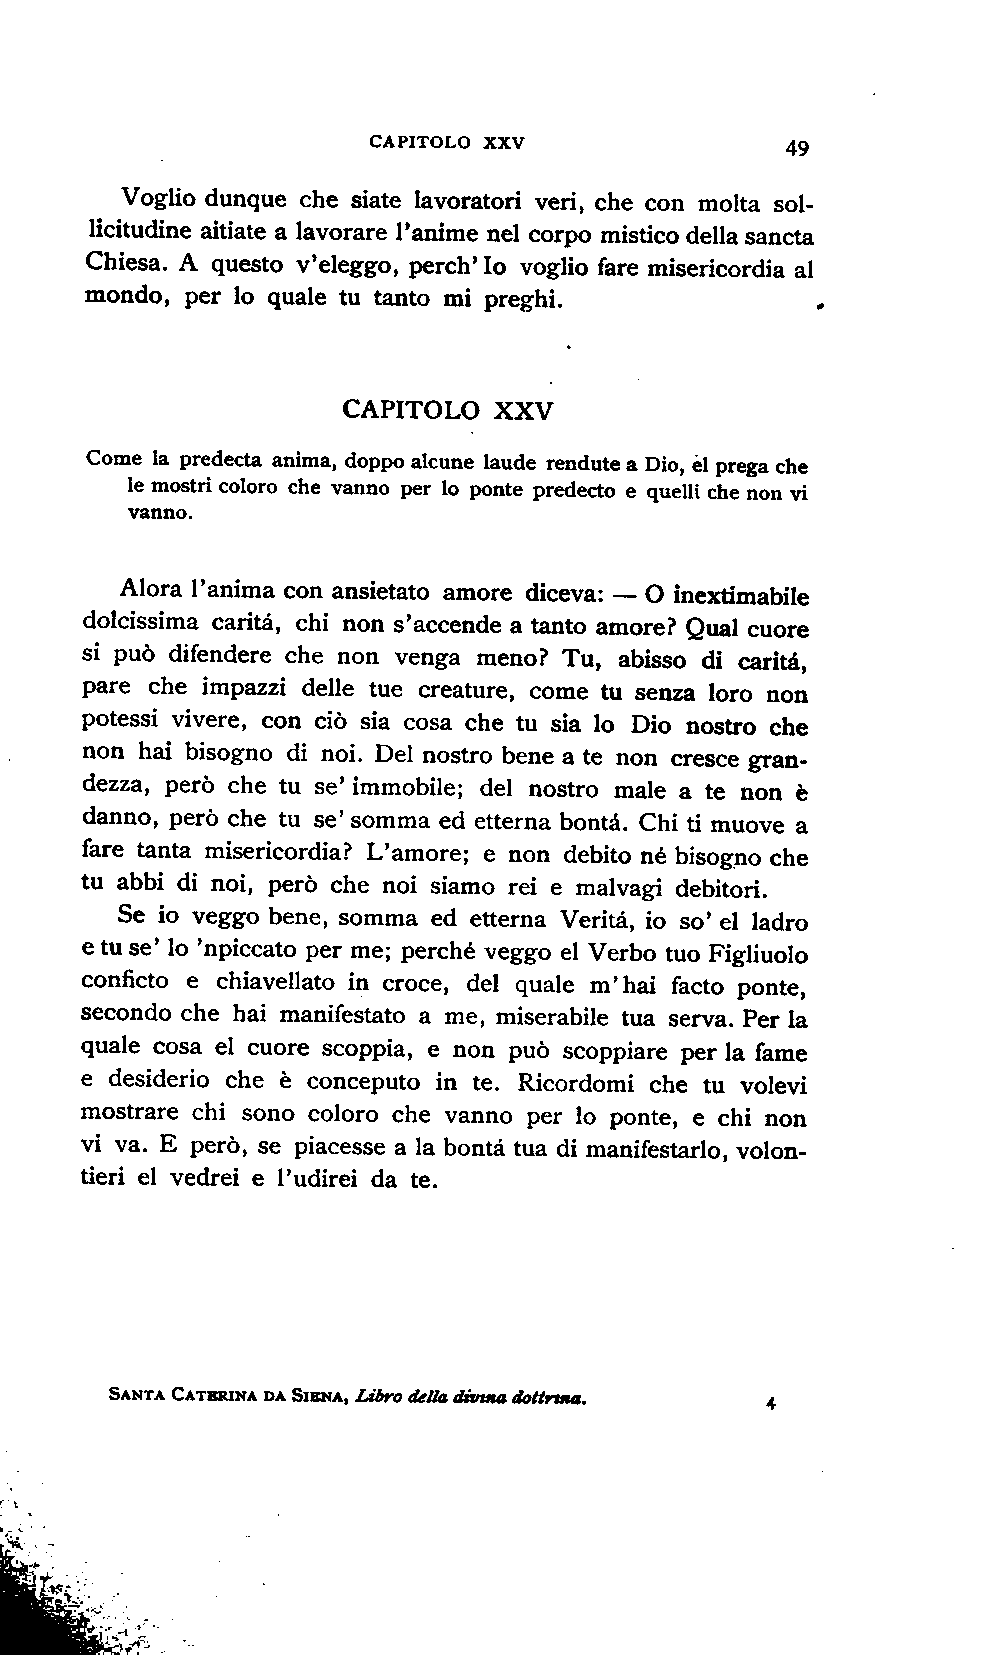 CAPITOLO XXV 49
Voglio dunque che siate lavoratori veri, che con molta sol-
licitudine aitiate a lavorare l'anime nel corpo mistico della sancta
Chiesa. A questo v'eleggo, perch' Io voglio fare misericordia al
mondo, per lo quale tu tanto mi preghi.
CAPITOLO XXV
Come la predecta anima, doppo alcune laude rendute a Dio, el prega che
le mostri coloro che vanno per lo ponte predecto e quelli che non vi
vanno.
Alora l'anima con ansietato amore diceva: — O inextimabile
dolcissima caritá, chi non s'accende a tanto amore? Qual cuore
si può difendere che non venga meno? Tu, abisso di caritá,
pare che impazzi delle tue creature, come tu senza loro non
potessi vivere, con ciò sia cosa che tu sia lo Dio nostro che
non hai bisogno di noi. Del nostro bene a te non cresce gran-
dezza, però che tu se' immobile; del nostro male a te non è
danno, però che tu se' somma ed etterna bontá. Chi ti muove a
fare tanta misericordia? L'amore; e non debito né bisogno che
tu abbi di noi, però che noi siamo rei e malvagi debitori.
Se io veggo bene, somma ed etterna Veritá, io so' el ladro
e tu se' lo 'npiccato per me; perché veggo el Verbo tuo Figliuolo
conficto e chiavellato in croce, del quale m' hai facto ponte,
secondo che hai manifestato a me, miserabile tua serva. Per la
quale cosa el cuore scoppia, e non può scoppiare per la fame
e desiderio che è conceputo in te. Ricordomi che tu volevi
mostrare chi sono coloro che vanno per lo ponte, e chi non
vi va. E però, se piacesse a la bontá tua di manifestarlo, volon-
tieri el vedrei e l'udirei da te.
SANTA CATERINA DA SIENA, Libro della divina dottrina. 4